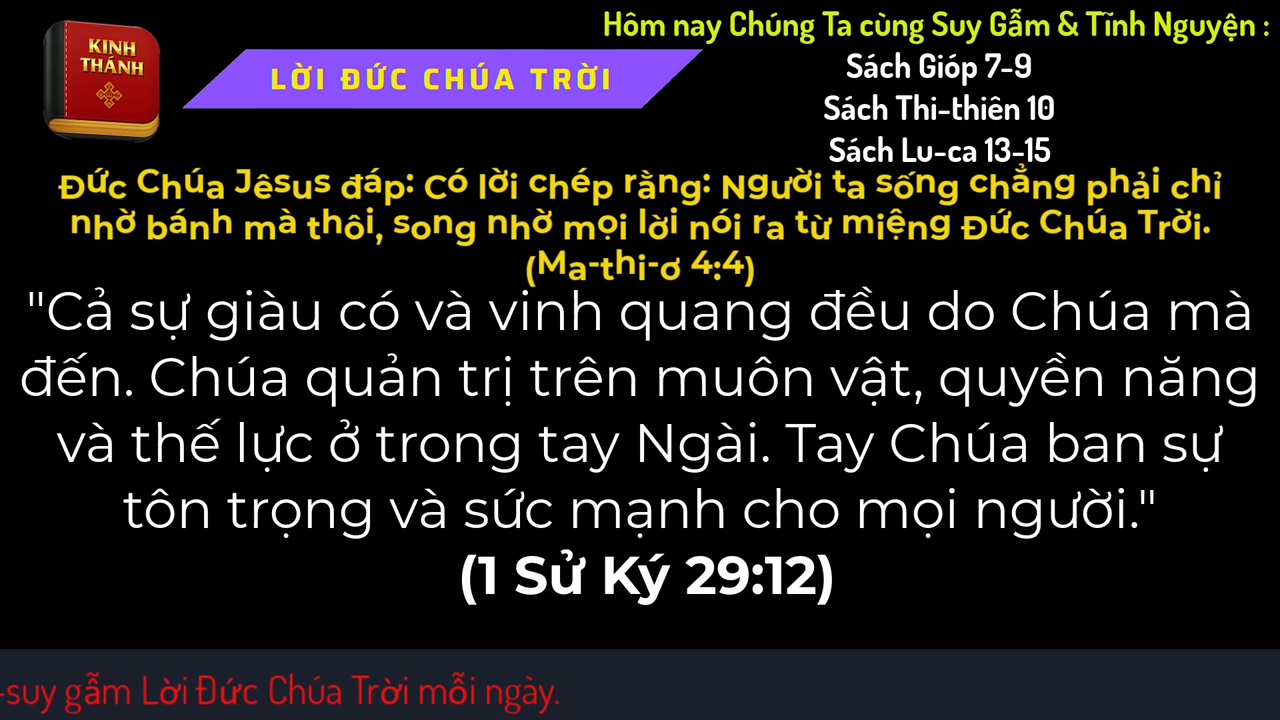 KINH
THÁNH
LỜI ĐỨC CHÚA TRỜI
Hôm nay Chúng Ta cùng Suy Gẫm & Tĩnh Nguyện :
Sách Gióp 7-9
Sách Thi-thiên 10
Sách Lu-ca 13-15
Đức Chúa Jêsus đáp: Có lời chép rằng: Người ta sống chẳng phải chỉ
nhờ bánh mà thôi, song nhờ mọi lời nói ra từ miệng Đức Chúa Trời.
(Ma-thi-ơ 4:4)
"Cả sự giàu có và vinh quang đều do Chúa mà
đến. Chúa quản trị trên muôn vật, quyền năng
và thế lực ở trong tay Ngài. Tay Chúa ban sự
tôn trọng và sức mạnh cho mọi người."
(1 Sử Ký 29:12)
-suy gẫm Lời Đức Chúa Trời mỗi ngày.